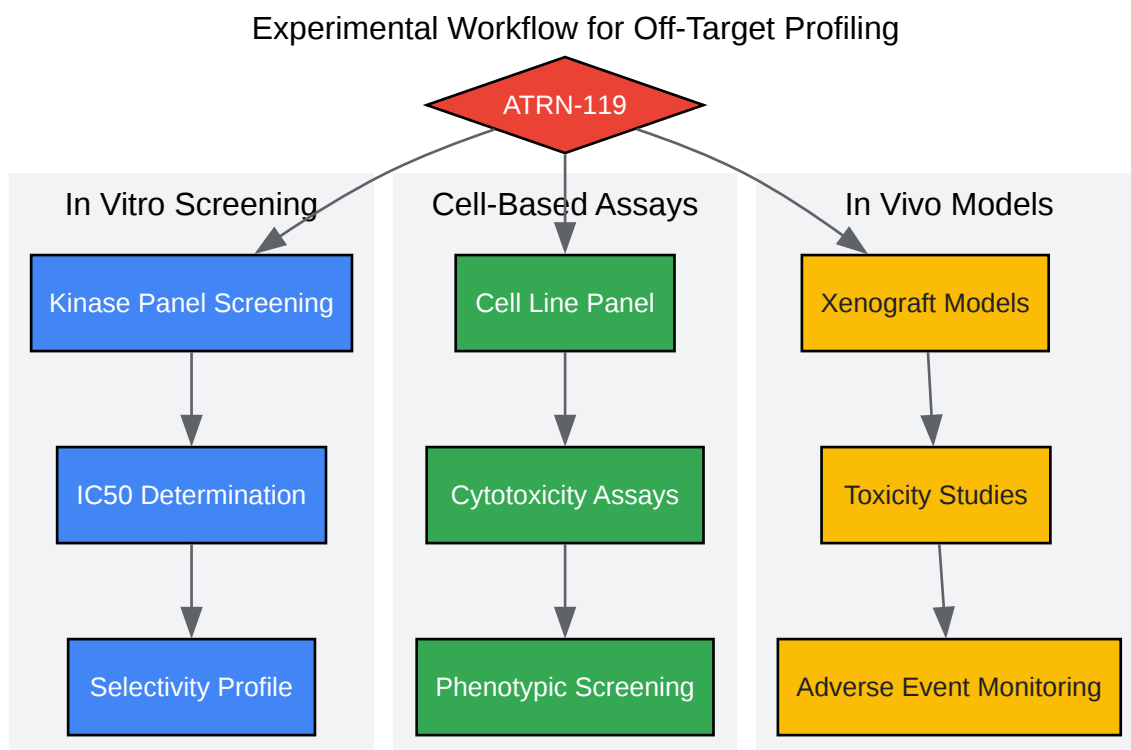 Experimental Workflow for Off-Target Profiling
ATRN-119
In Vitro Screening
Kinase Panel Screening
IC50 Determination
Selectivity Profile
Cell-Based Assays
Cell Line Panel
Cytotoxicity Assays
Phenotypic Screening
In Vivo Models
Xenograft Models
Toxicity Studies
Adverse Event Monitoring